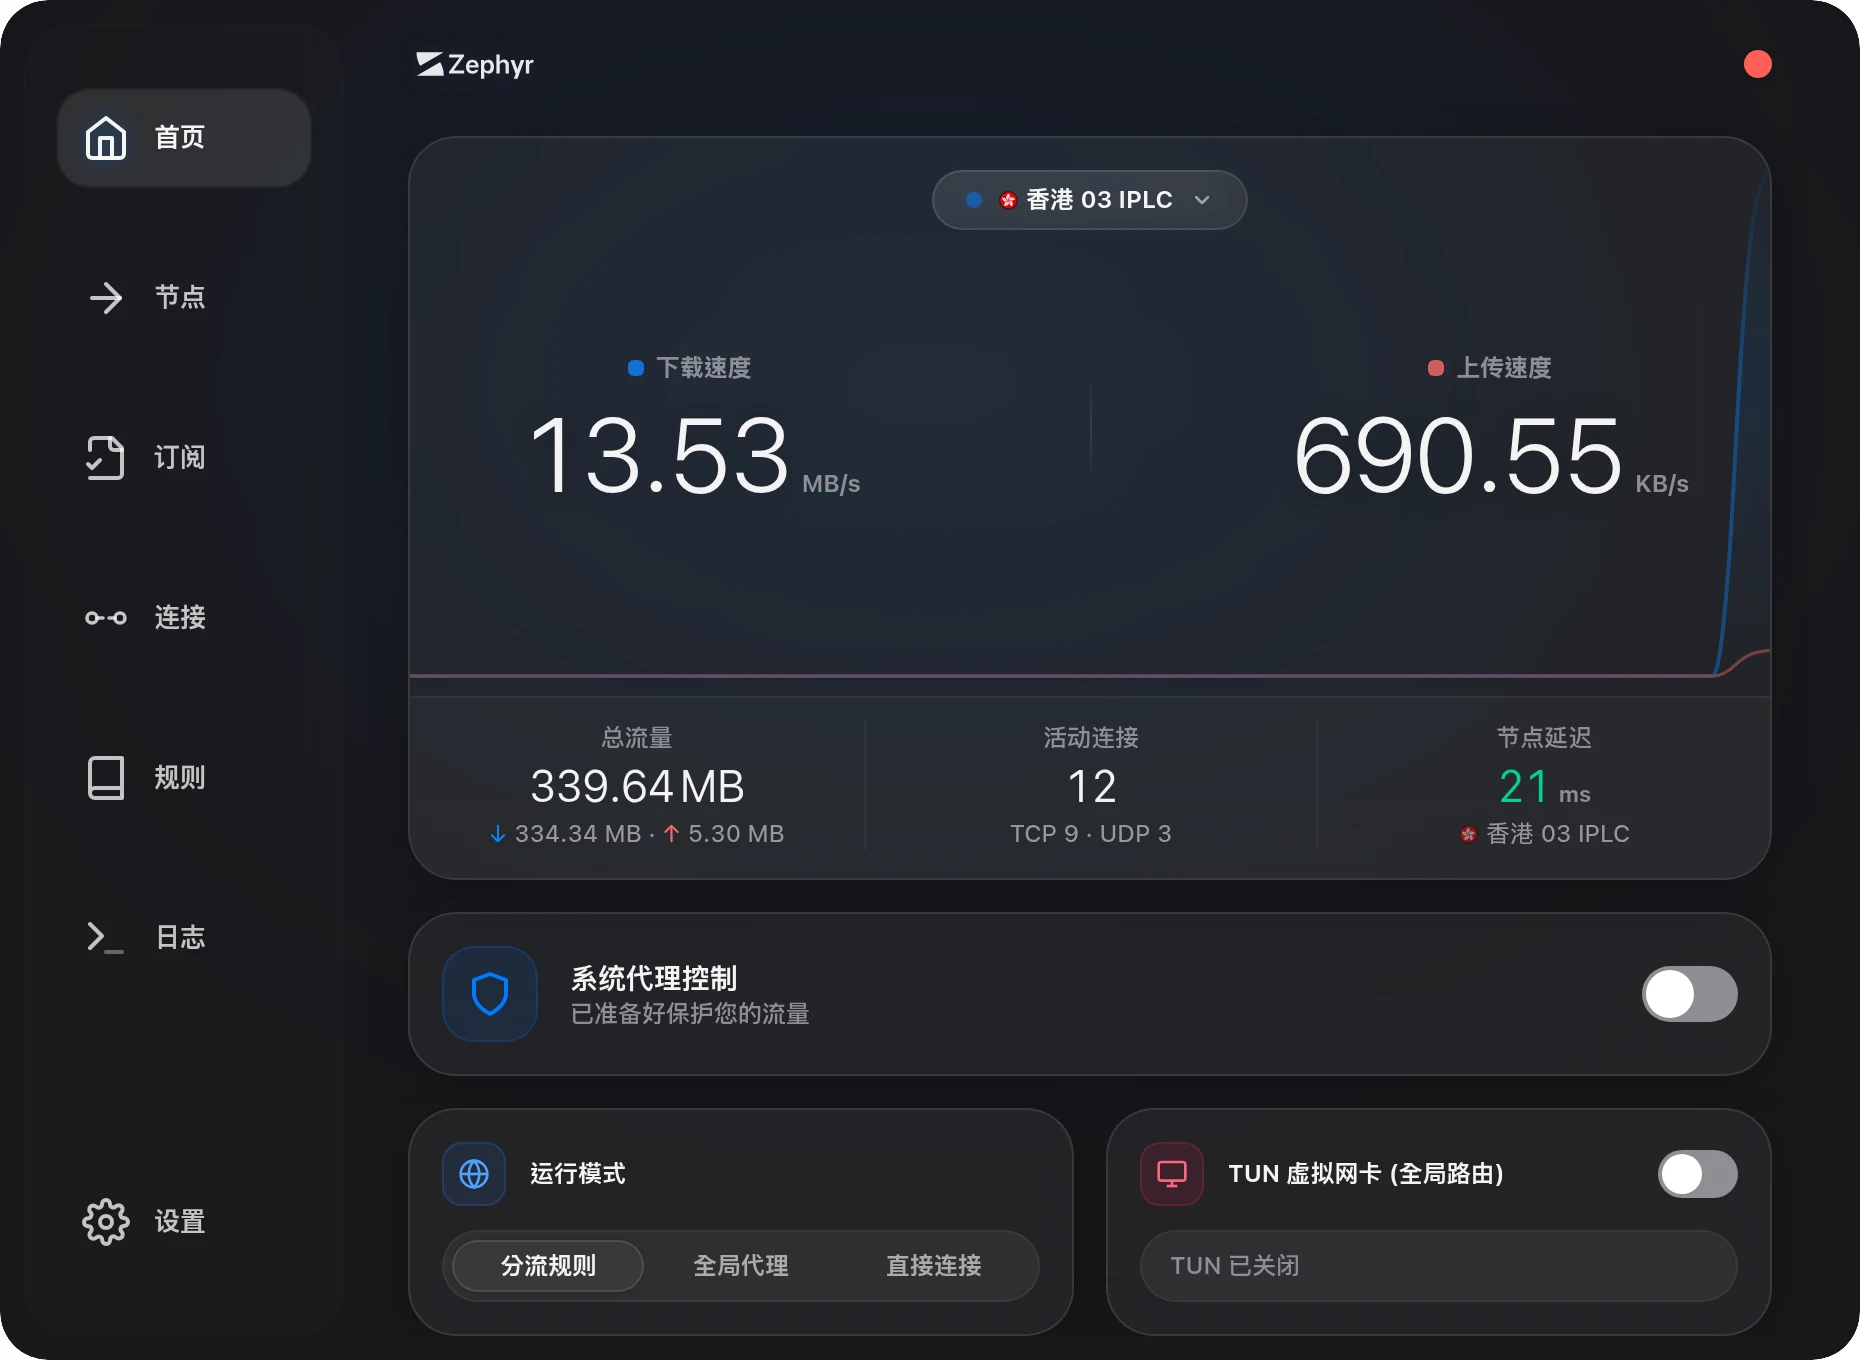 Zephyr
首页
节点
订阅
连接
规则
日志
设置
香港 03 IPLC
下载速度
13.53 MB/s
上传速度
690.55 KB/s
总流量
339.64 MB
↓ 334.34 MB · ↑ 5.30 MB
活动连接
12
TCP 9 · UDP 3
节点延迟
21 ms
香港 03 IPLC
系统代理控制
已准备好保护您的流量
运行模式
分流规则 全局代理 直接连接
TUN 虚拟网卡 (全局路由)
TUN 已关闭